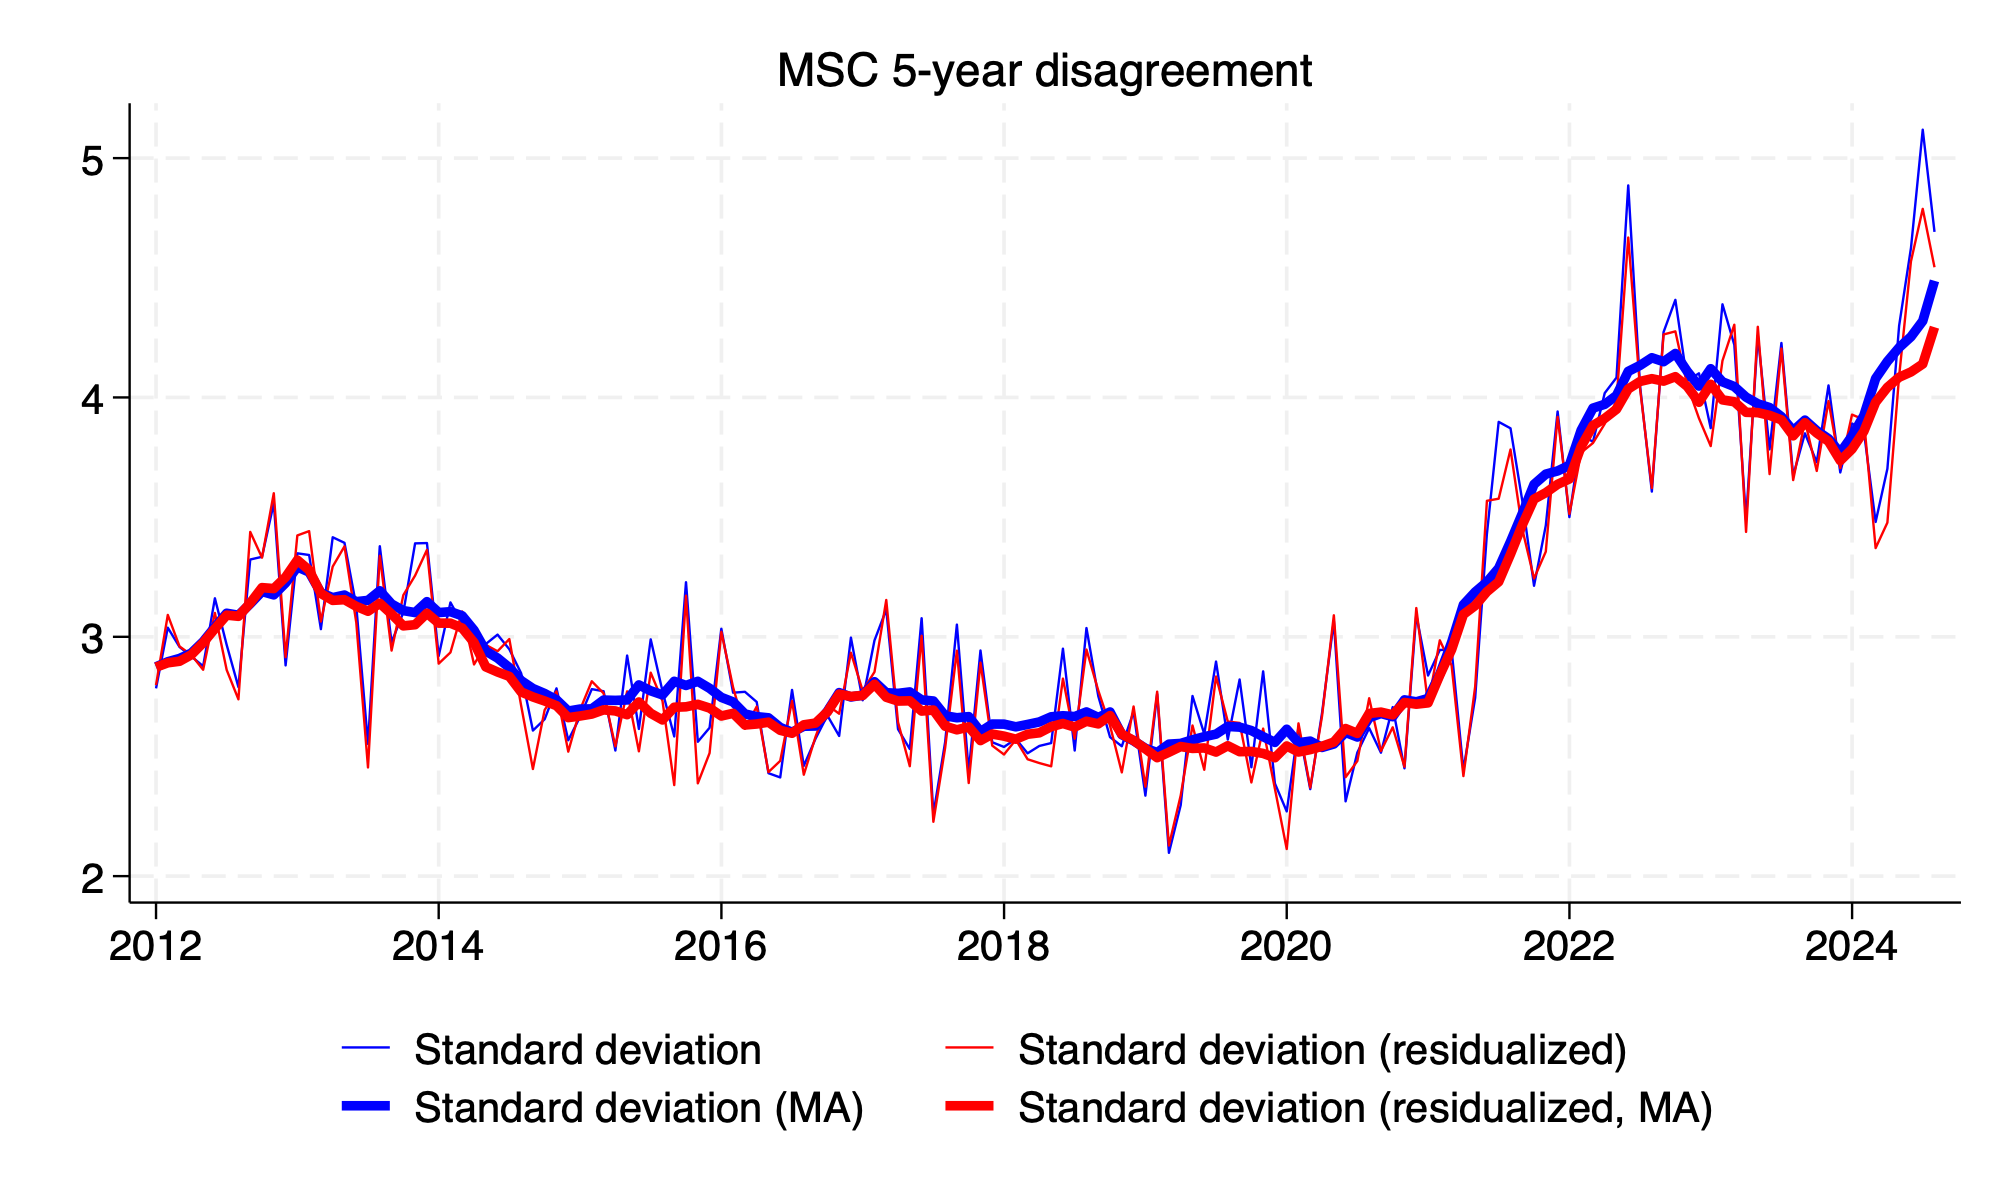 MSC 5-year disagreement
5
4
3
2
2012 2014 2016 2018 2020 2022 2024
Standard deviation Standard deviation (residualized)
Standard deviation (MA) Standard deviation (residualized, MA)